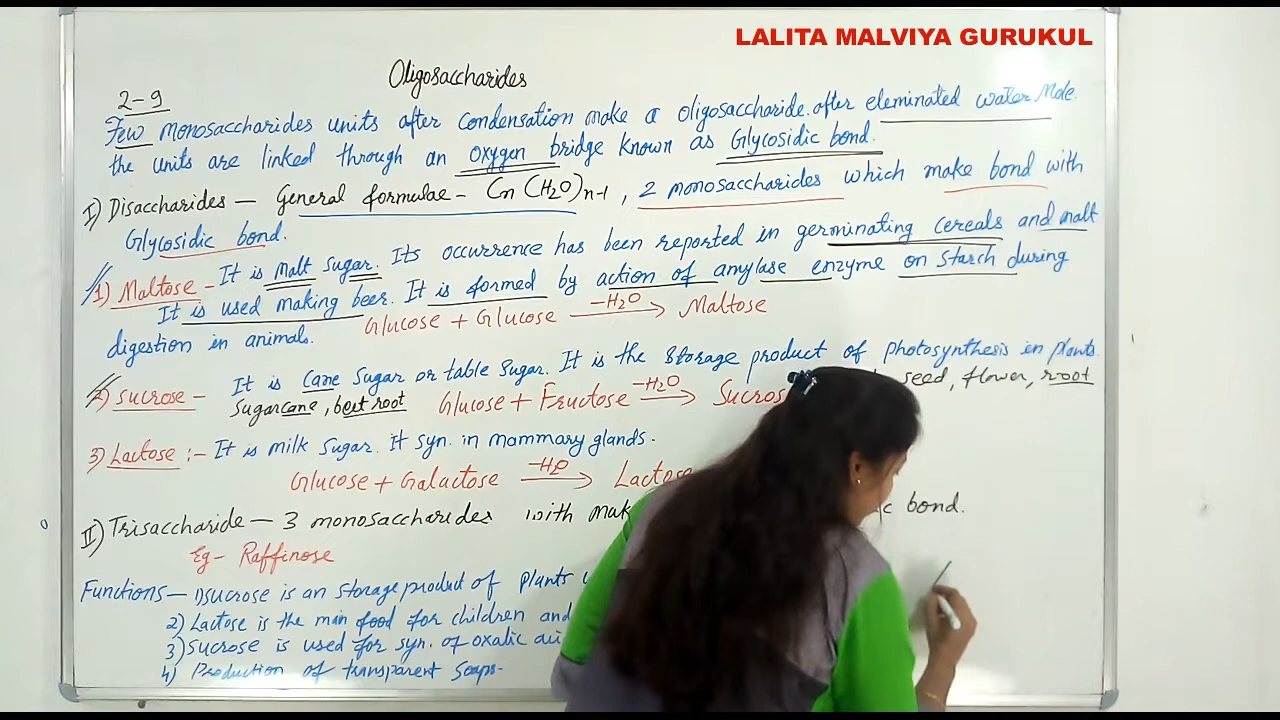 LALITA MALVIYA GURUKUL
Oligosaccharides
2-9
Few monosaccharides units after condensation make a oligosaccharide. after eleminated water Mole.
the units are linked through an Oxygen bridge known as Glycosidic bond.
I) Disaccharides — General formulae - Cn (H2O)n-1, 2 monosaccharides which make bond with
Glycosidic bond.
1) Maltose - It is Malt Sugar. Its occurrence has been reported in germinating cereals and malt
It is used making beer. It is formed by action of amylase enzyme on starch during
Glucose + Glucose -H2O → Maltose
digestion in animals.
2) Sucrose - It is Cane Sugar or table Sugar. It is the storage product of photosynthesis in plants.
seed, flower, root
Sugarcane, beet root Glucose + Fructose -H2O → Sucros
3) Lactose :- It is milk Sugar. It syn. in mammary glands.
Glucose + Galactose -H2O → Lactose
II) Trisaccharide — 3 monosaccharides with mak c bond.
Eg- Raffinose
Functions — 1) Sucrose is an storage product of plants
2) Lactose is the main food for children and
3) Sucrose is used for syn. of oxalic aci
4) Production of transparent soaps-